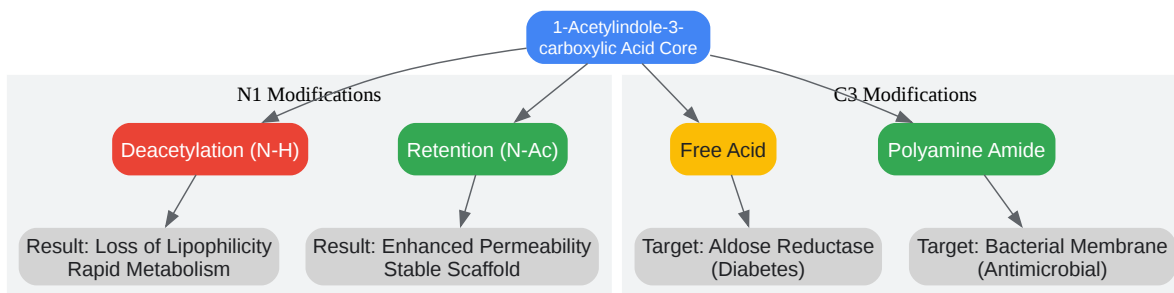 1-Acetylindole-3-
carboxylic Acid Core
N1 Modifications
C3 Modifications
Deacetylation (N-H)
Retention (N-Ac)
Free Acid
Polyamine Amide
Result: Loss of Lipophilicity
Rapid Metabolism
Result: Enhanced Permeability
Stable Scaffold
Target: Aldose Reductase
(Diabetes)
Target: Bacterial Membrane
(Antimicrobial)